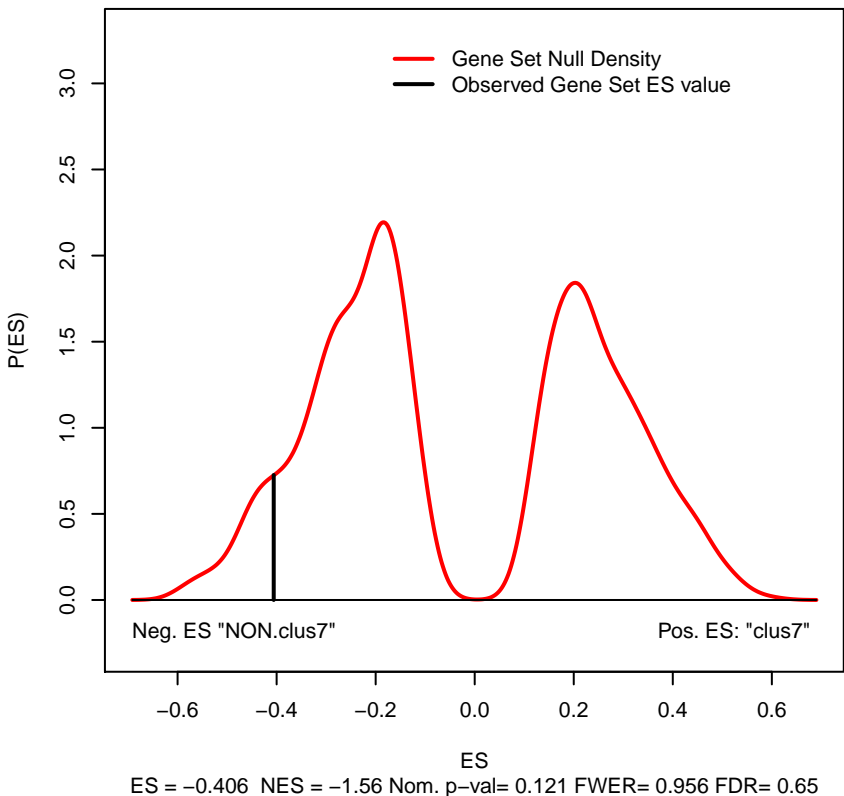 Gene Set Null Density
Observed Gene Set ES value
P(ES)
3.0
2.5
2.0
1.5
1.0
0.5
0.0
Neg. ES "NON.clus7"
Pos. ES: "clus7"
−0.6 −0.4 −0.2 0.0 0.2 0.4 0.6
ES
ES = −0.406 NES = −1.56 Nom. p−val= 0.121 FWER= 0.956 FDR= 0.65